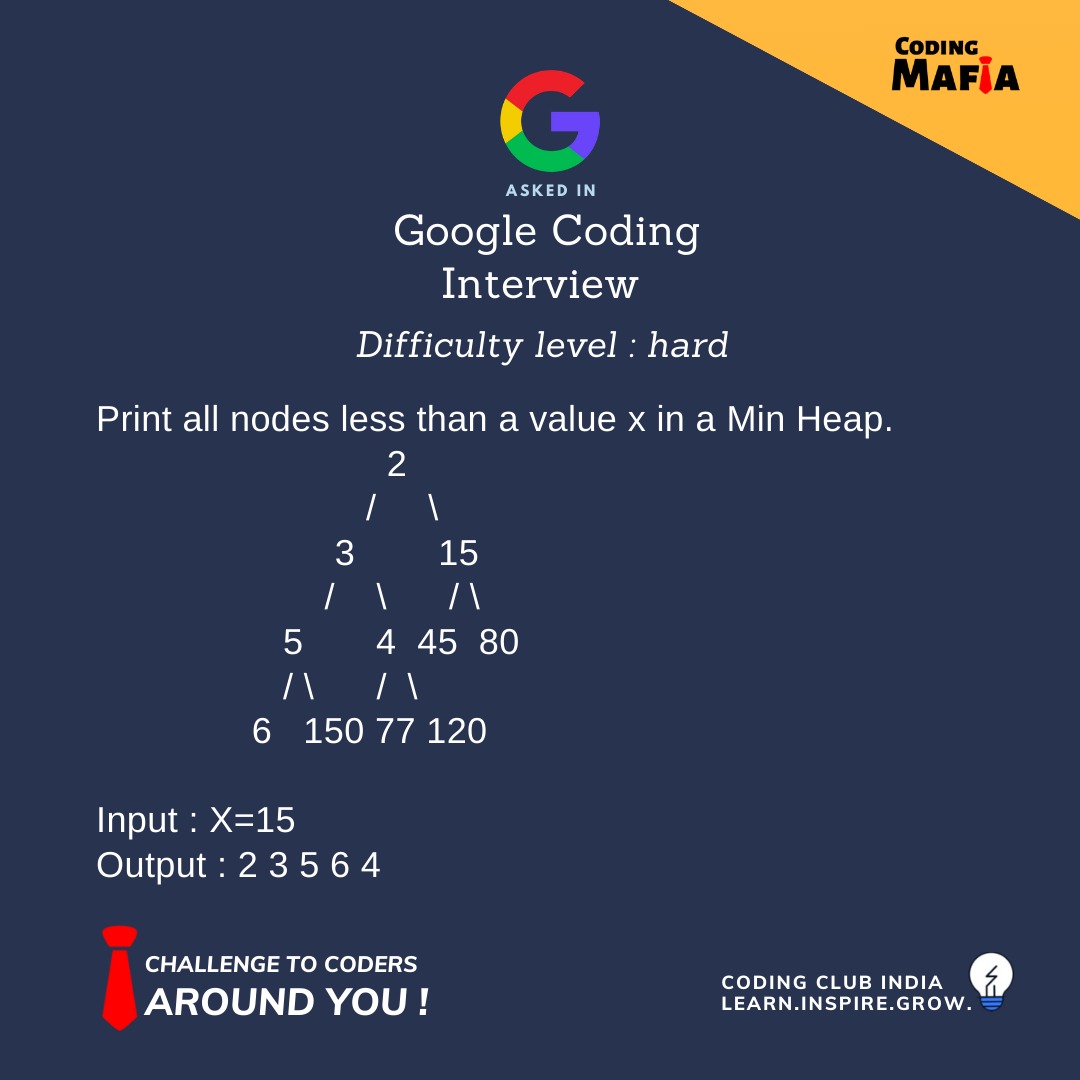 CODING
MAFIA
ASKED IN
Google Coding
Interview
Difficulty level : hard
Print all nodes less than a value x in a Min Heap.
2
/ \
3 15
/ \ / \
5 4 45 80
/ \ / \
6 150 77 120
Input : X=15
Output : 2 3 5 6 4
CHALLENGE TO CODERS
AROUND YOU !
CODING CLUB INDIA
LEARN.INSPIRE.GROW.